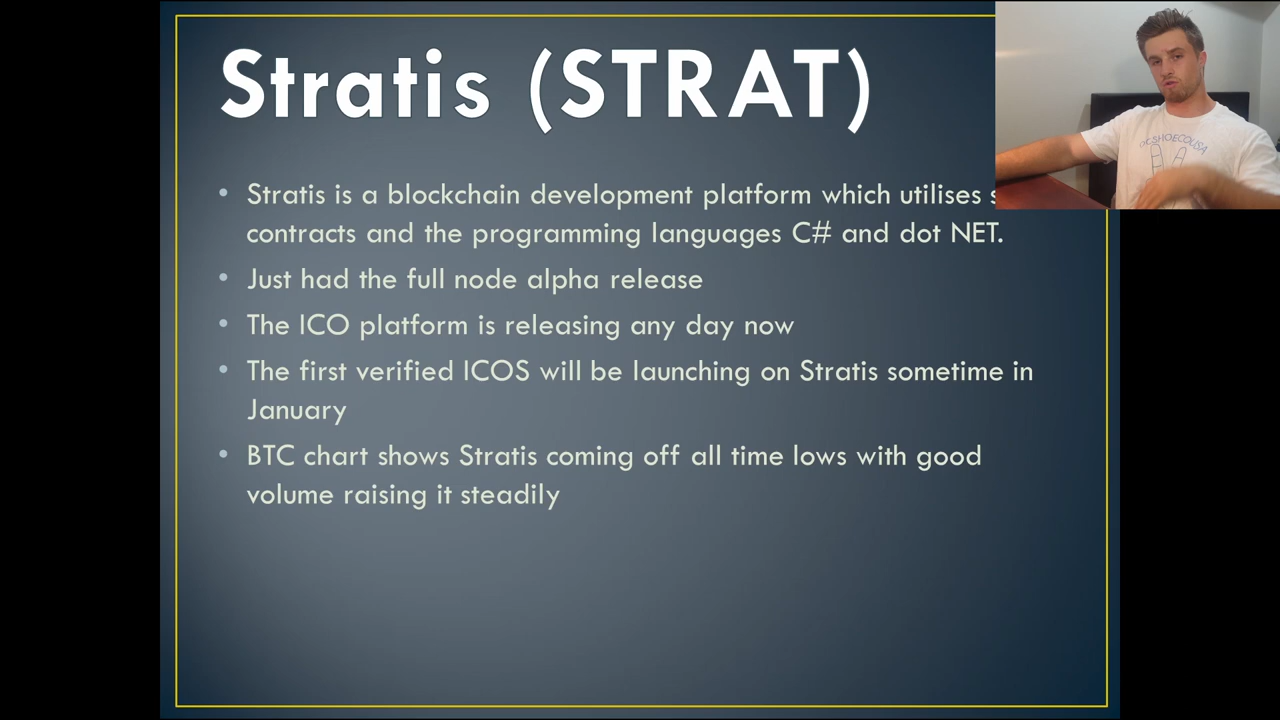 Stratis (STRAT)
• Stratis is a blockchain development platform which utilises
contracts and the programming languages C# and dot NET.
• Just had the full node alpha release
• The ICO platform is releasing any day now
• The first verified ICOS will be launching on Stratis sometime in
January
• BTC chart shows Stratis coming off all time lows with good
volume raising it steadily